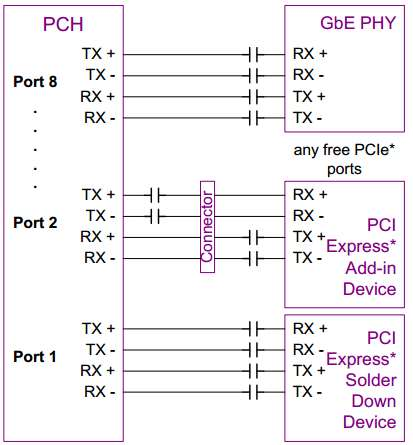 PCH
GbE PHY
TX +
RX +
TX -
RX -
Port 8
RX +
TX +
RX -
TX -
any free PCIe*
ports
TX +
RX +
TX -
RX -
Port 2
RX +
TX +
RX -
TX -
Connector
PCI
Express*
Add-in
Device
TX +
RX +
TX -
RX -
Port 1
RX +
TX +
RX -
TX -
PCI
Express*
Solder
Down
Device